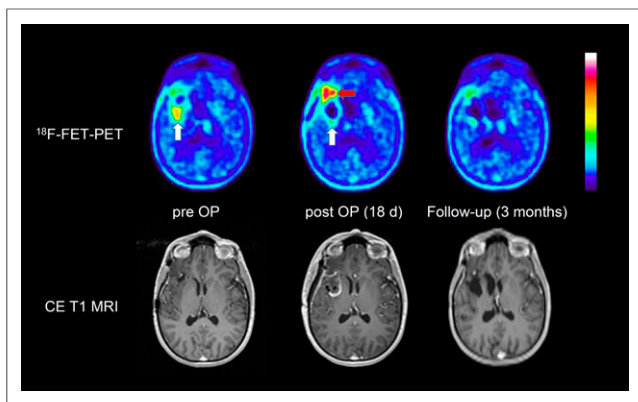 ¹⁸F-FET-PET
pre OP
post OP (18 d)
Follow-up (3 months)
CE T1 MRI